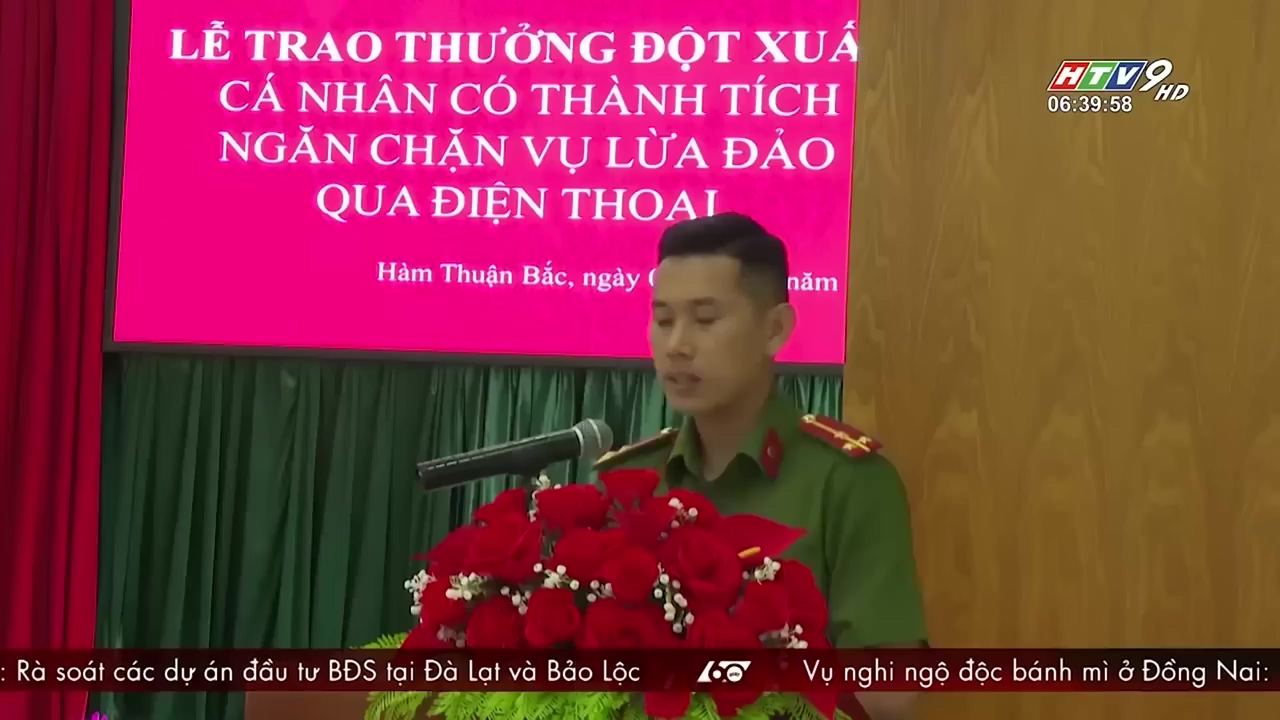 LỄ TRAO THƯỞNG ĐỘT XUẤ
CÁ NHÂN CÓ THÀNH TÍCH
NGĂN CHẶN VỤ LỪA ĐẢO
QUA ĐIỆN THOẠI
Hàm Thuận Bắc, ngày năm
HTV9 HD
06:39:58
: Rà soát các dự án đầu tư BĐS tại Đà Lạt và Bảo Lộc
60
Vụ nghi ngộ độc bánh mì ở Đồng Nai: